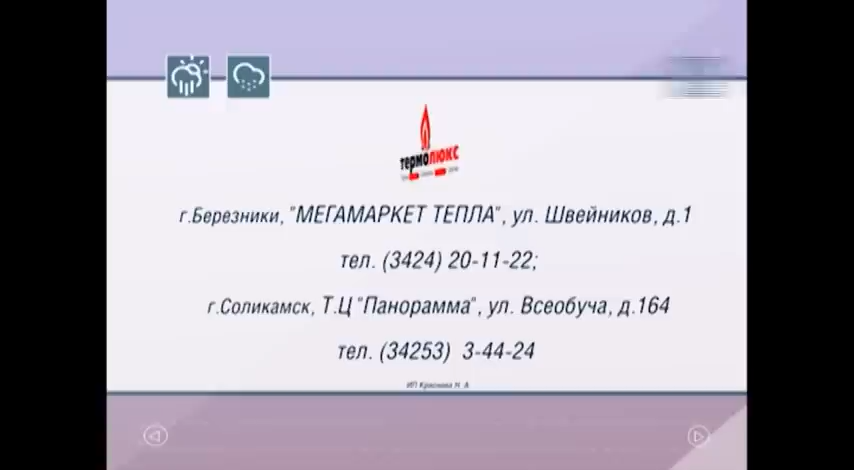 термолюкс
г.Березники, "МЕГАМАРКЕТ ТЕПЛА", ул. Швейников, д.1
тел. (3424) 20-11-22;
г.Соликамск, Т.Ц "Панорамма", ул. Всеобуча, д.164
тел. (34253) 3-44-24
ИП Н. А